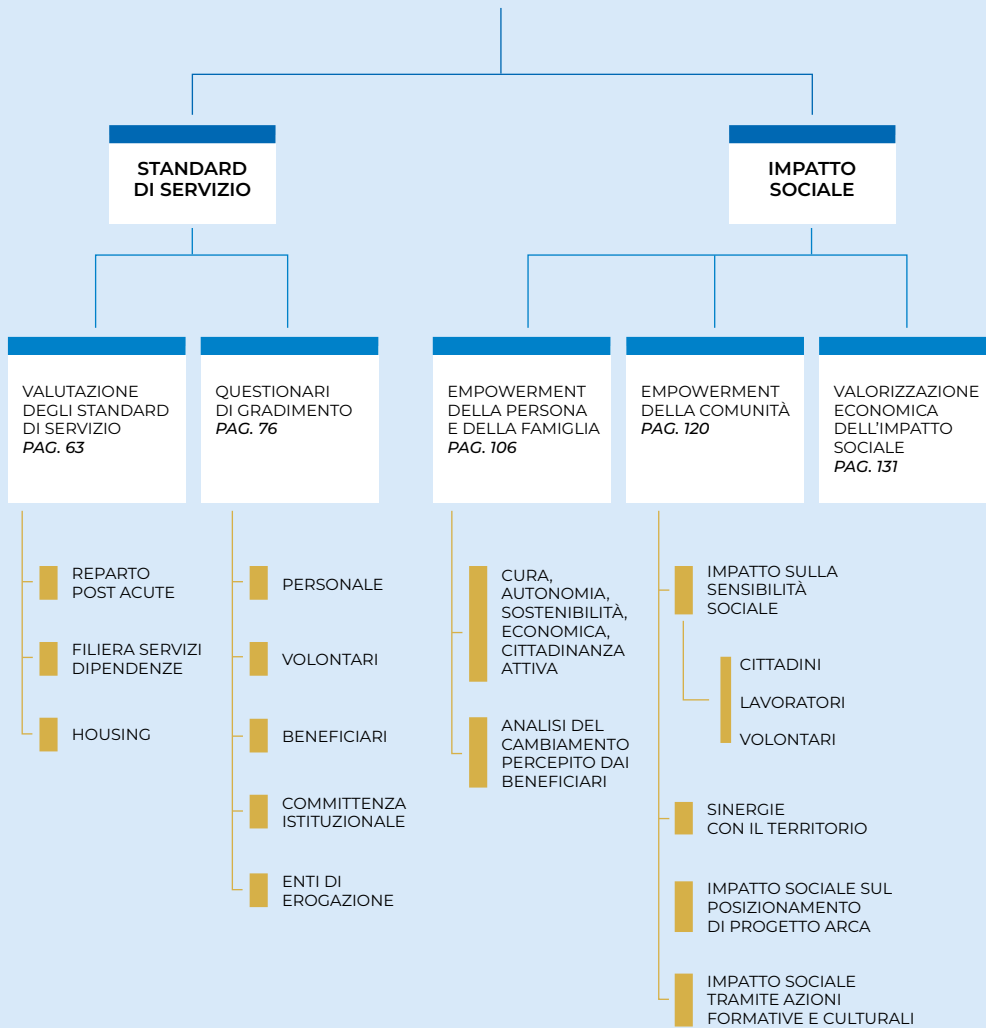 STANDARD
DI SERVIZIO
IMPATTO
SOCIALE
VALUTAZIONE
DEGLI STANDARD
DI SERVIZIO
PAG. 63
QUESTIONARI
DI GRADIMENTO
PAG. 76
EMPOWERMENT
DELLA PERSONA
E DELLA FAMIGLIA
PAG. 106
EMPOWERMENT
DELLA COMUNITÀ
PAG. 120
VALORIZZAZIONE
ECONOMICA
DELL'IMPATTO
SOCIALE
PAG. 131
REPARTO
POST ACUTE
FILIERA SERVIZI
DIPENDENZE
HOUSING
PERSONALE
VOLONTARI
BENEFICIARI
COMMITTENZA
ISTITUZIONALE
ENTI DI
EROGAZIONE
CURA,
AUTONOMIA,
SOSTENIBILITÀ,
ECONOMICA,
CITTADINANZA
ATTIVA
ANALISI DEL
CAMBIAMENTO
PERCEPITO DAI
BENEFICIARI
IMPATTO SULLA
SENSIBILITÀ
SOCIALE
CITTADINI
LAVORATORI
VOLONTARI
SINERGIE
CON IL TERRITORIO
IMPATTO SOCIALE SUL
POSIZIONAMENTO
DI PROGETTO ARCA
IMPATTO SOCIALE
TRAMITE AZIONI
FORMATIVE E CULTURALI